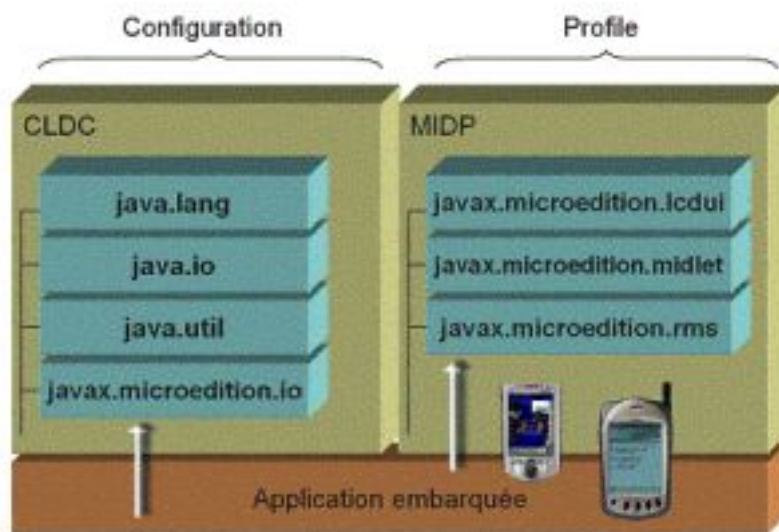 Configuration
Profile
CLDC
MIDP
java.lang
java.io
java.util
javax.microedition.io
javax.microedition.lcdui
javax.microedition.midlet
javax.microedition.rms
Application embarquée